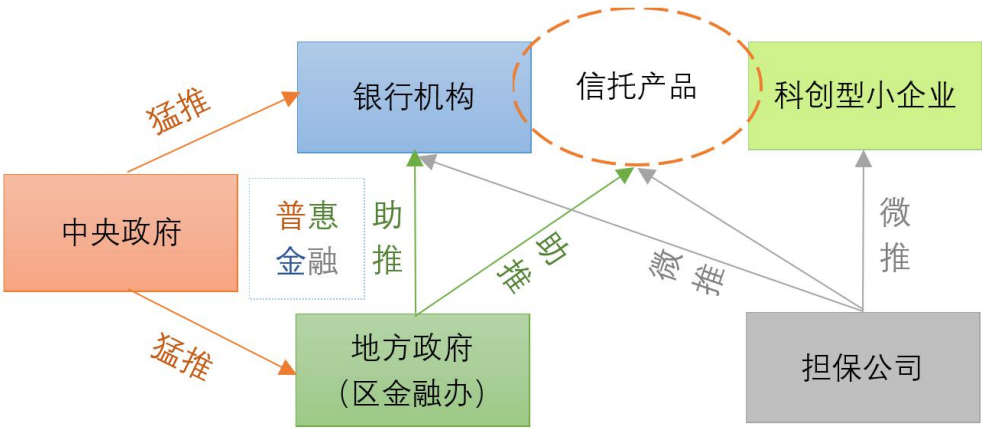 银行机构
信托产品
科创型小企业
猛推
中央政府
普惠
金融
助推
助推
微推
微推
猛推
地方政府
（区金融办）
担保公司